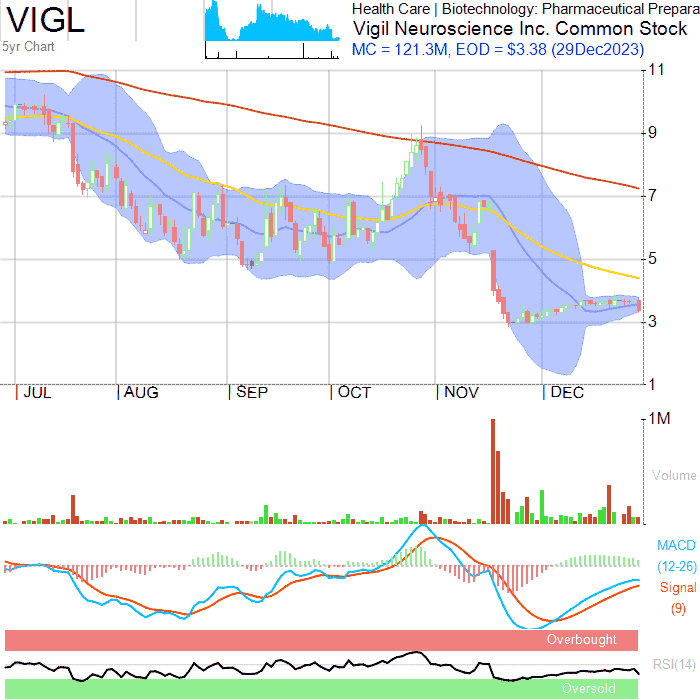 VIGL
5yr Chart
Health Care | Biotechnology: Pharmaceutical Prepara
Vigil Neuroscience Inc. Common Stock
MC = 121.3M, EOD = $3.38 (29Dec2023)
11
9
7
5
3
1
JUL AUG SEP OCT NOV DEC
1M
Volume
MACD
(12-26)
Signal
(9)
Overbought
RSI(14)
Oversold